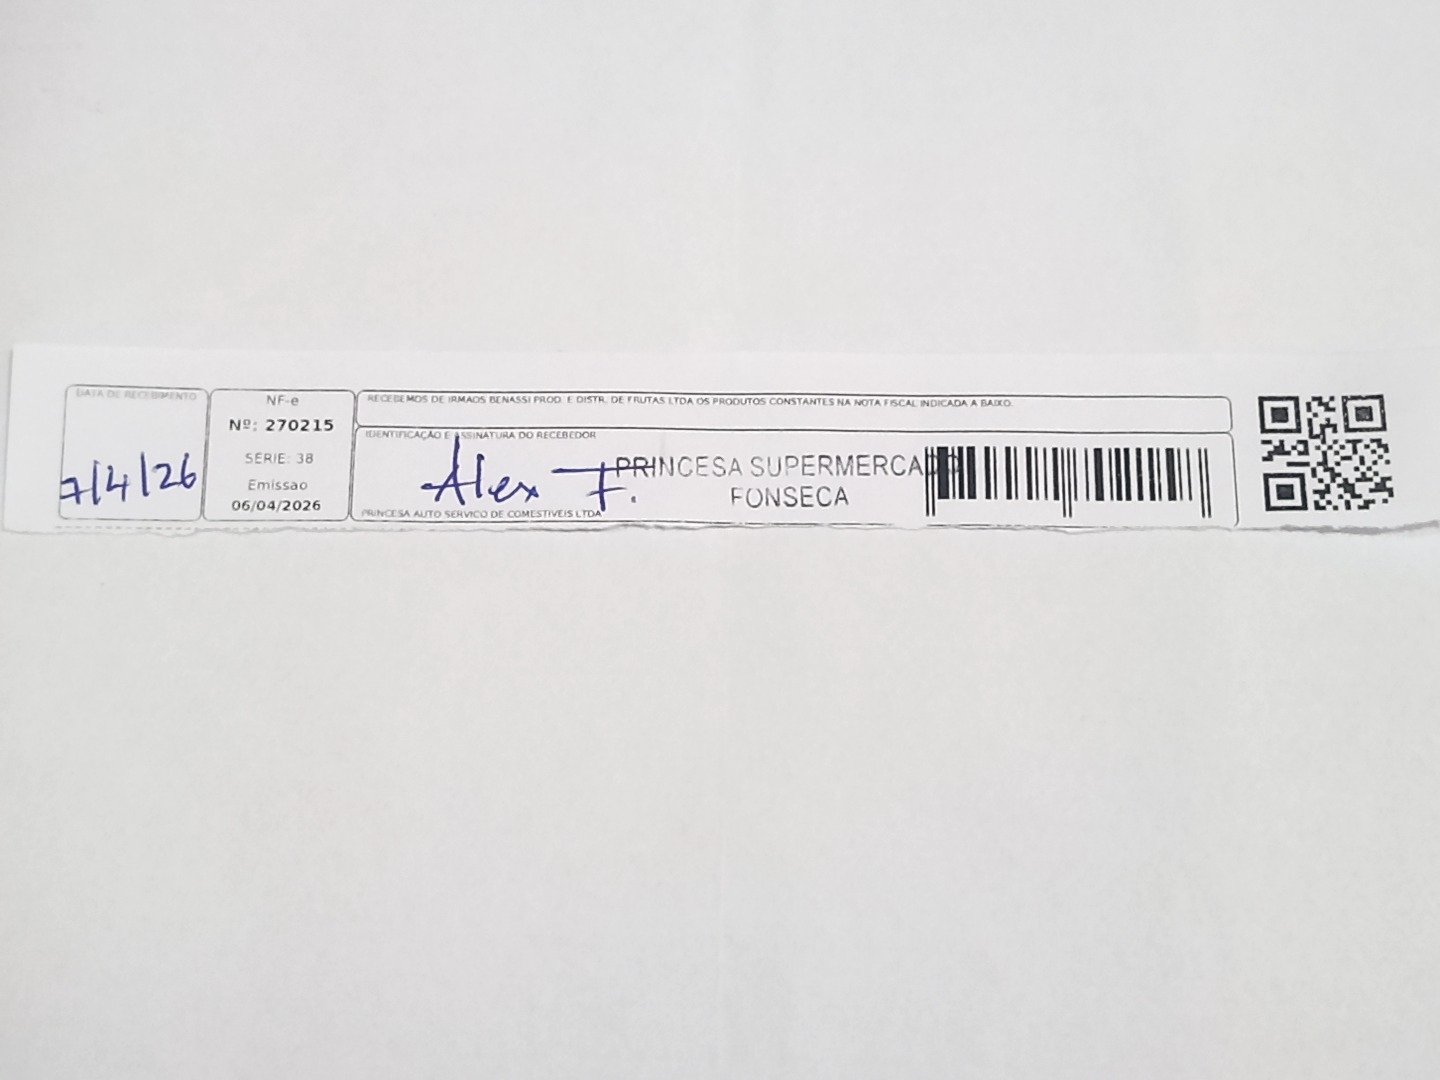 DATA DE RECEBIMENTO
7/4/26
NF-e
Nº: 270215
SERIE: 38
Emissao
06/04/2026
RECEBEMOS DE IRMAOS BENASSI PROD. E DISTR. DE FRUTAS LTDA OS PRODUTOS CONSTANTES NA NOTA FISCAL INDICADA A BAIXO.
IDENTIFICAÇÃO E ASSINATURA DO RECEBEDOR
Alex F.
PRINCESA SUPERMERCADO
FONSECA
PRINCESA AUTO SERVICO DE COMESTIVEIS LTDA